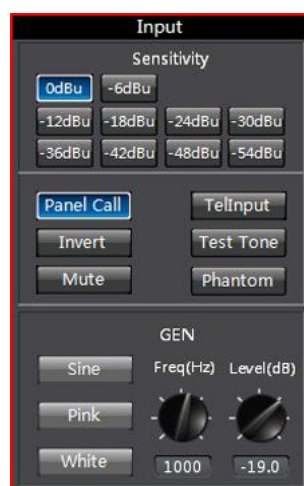 Input
Sensitivity
0dBu -6dBu
-12dBu -18dBu -24dBu -30dBu
-36dBu -42dBu -48dBu -54dBu
Panel Call TelInput
Invert Test Tone
Mute Phantom
GEN
Sine Freq(Hz) Level(dB)
Pink
White 1000 -19.0